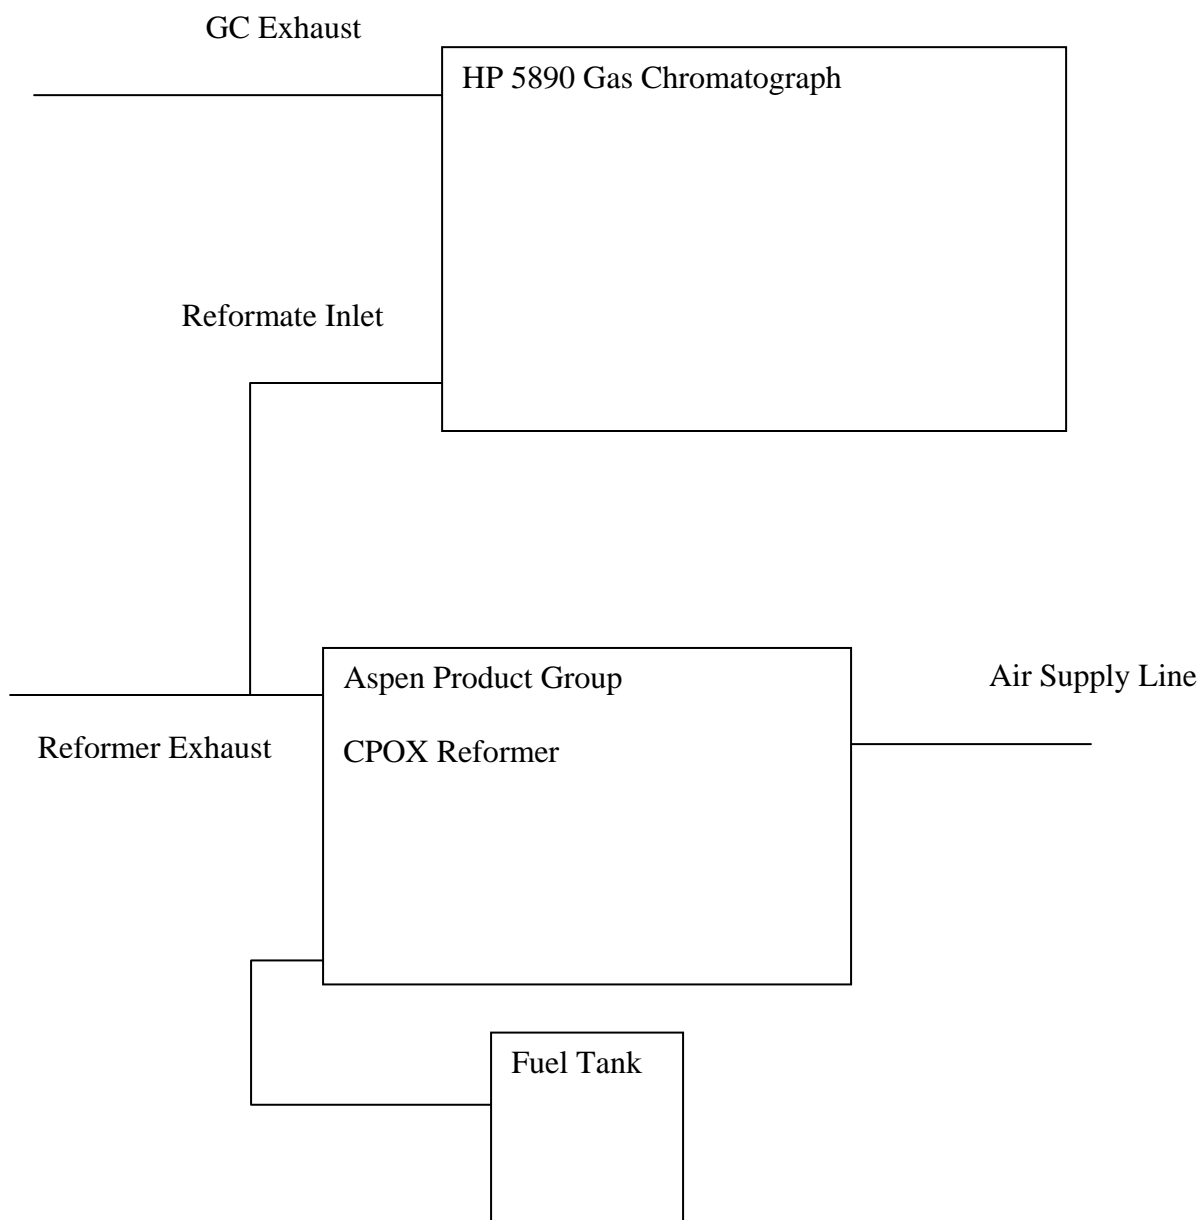 GC Exhaust
HP 5890 Gas Chromatograph
Reformate Inlet
Aspen Product Group
Air Supply Line
Reformer Exhaust
CPOX Reformer
Fuel Tank